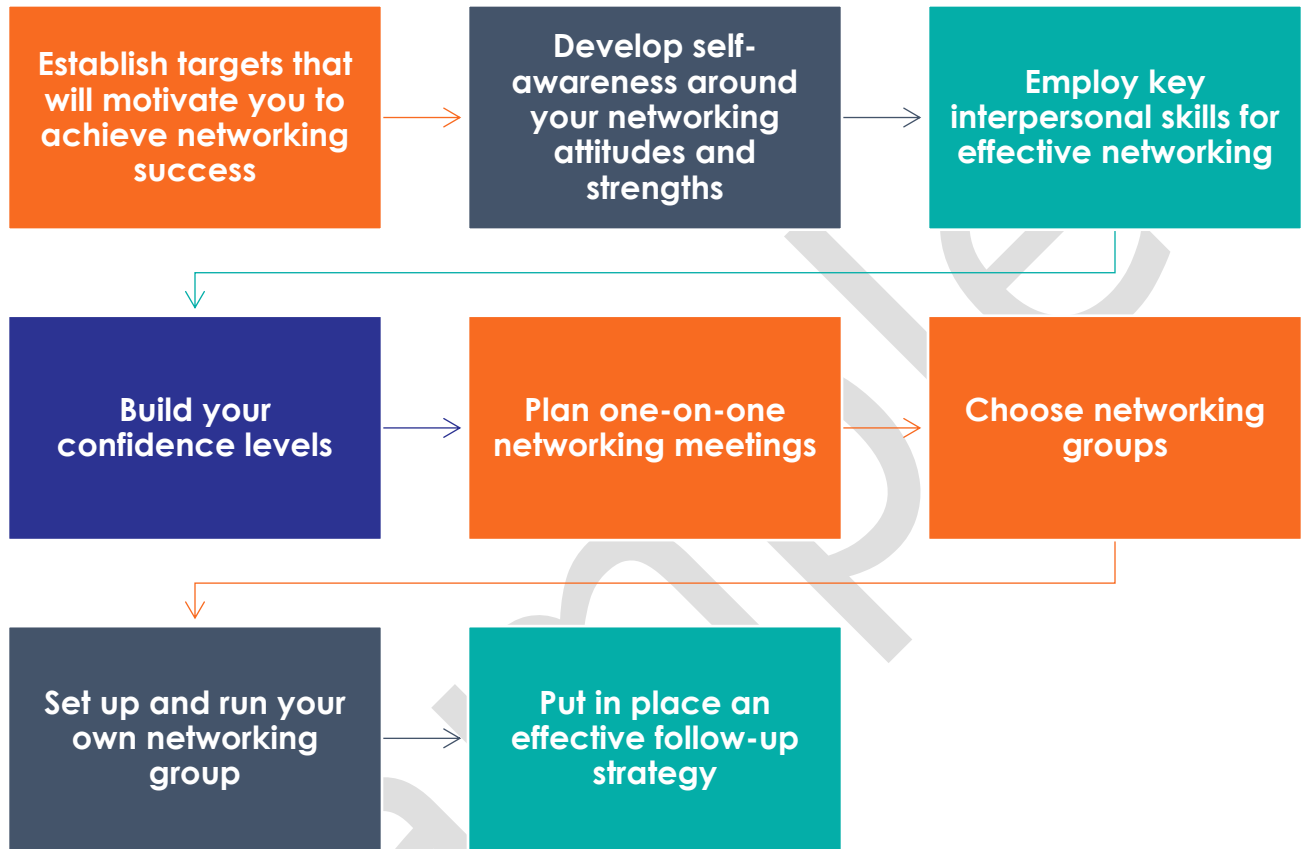 Establish targets that
will motivate you to
achieve networking
success
Develop self-
awareness around
your networking
attitudes and
strengths
Employ key
interpersonal skills for
effective networking
Build your
confidence levels
Plan one-on-one
networking meetings
Choose networking
groups
Set up and run your
own networking
group
Put in place an
effective follow-up
strategy